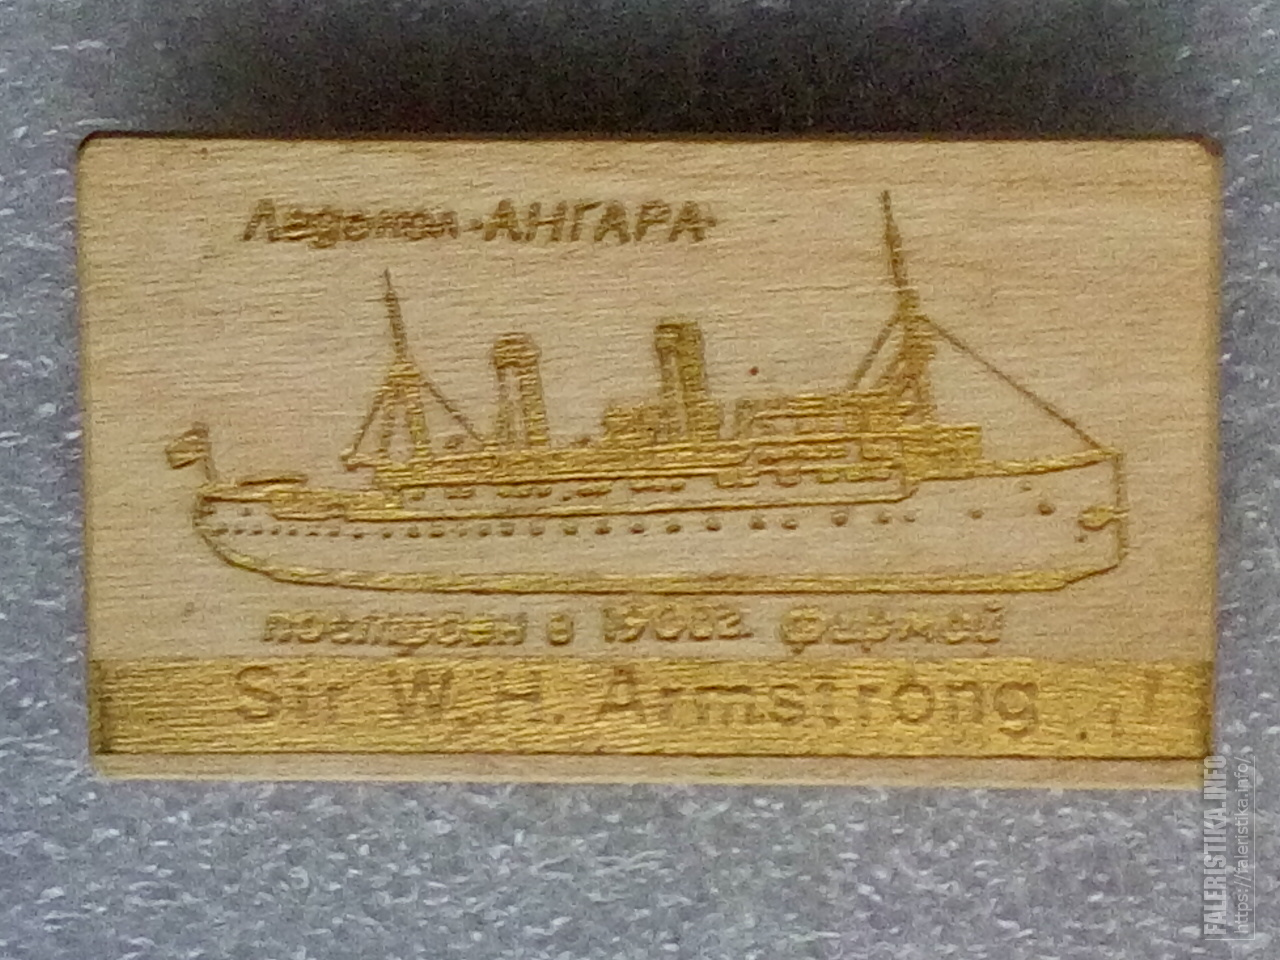 Ледокол «АНГАРА»
построен в 1900г. фирмой
Sir W.H. Armstrong
FALERISTIKA.INFO
https://faleristika.info/